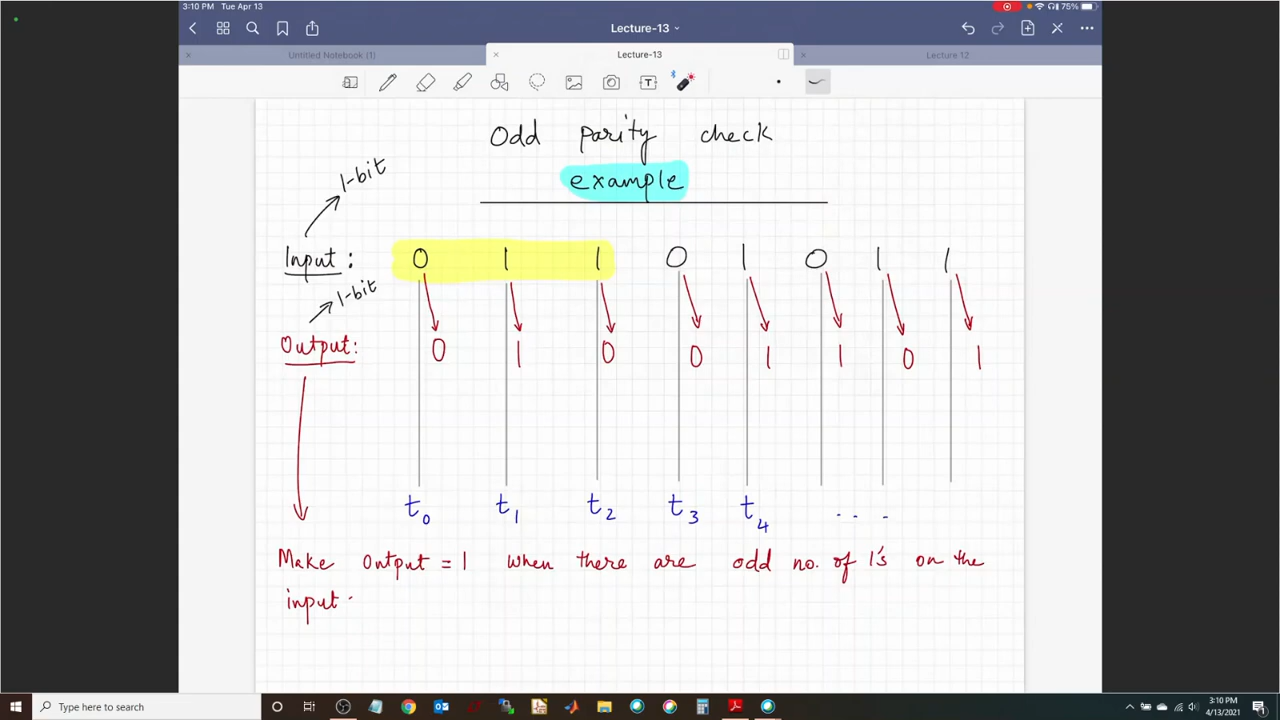 3:10 PM Tue Apr 13
75%
Lecture-13
Untitled Notebook (1)
Lecture-13
Lecture 12
T
Odd parity check
example
1-bit
Input: 0 1 1 0 1 0 1 1
1-bit
Output: 0 1 0 0 1 1 0 1
t0 t1 t2 t3 t4 ....
Make Output = 1 when there are odd no. of 1's on the
input.
Type here to search
3:10 PM
4/13/2021